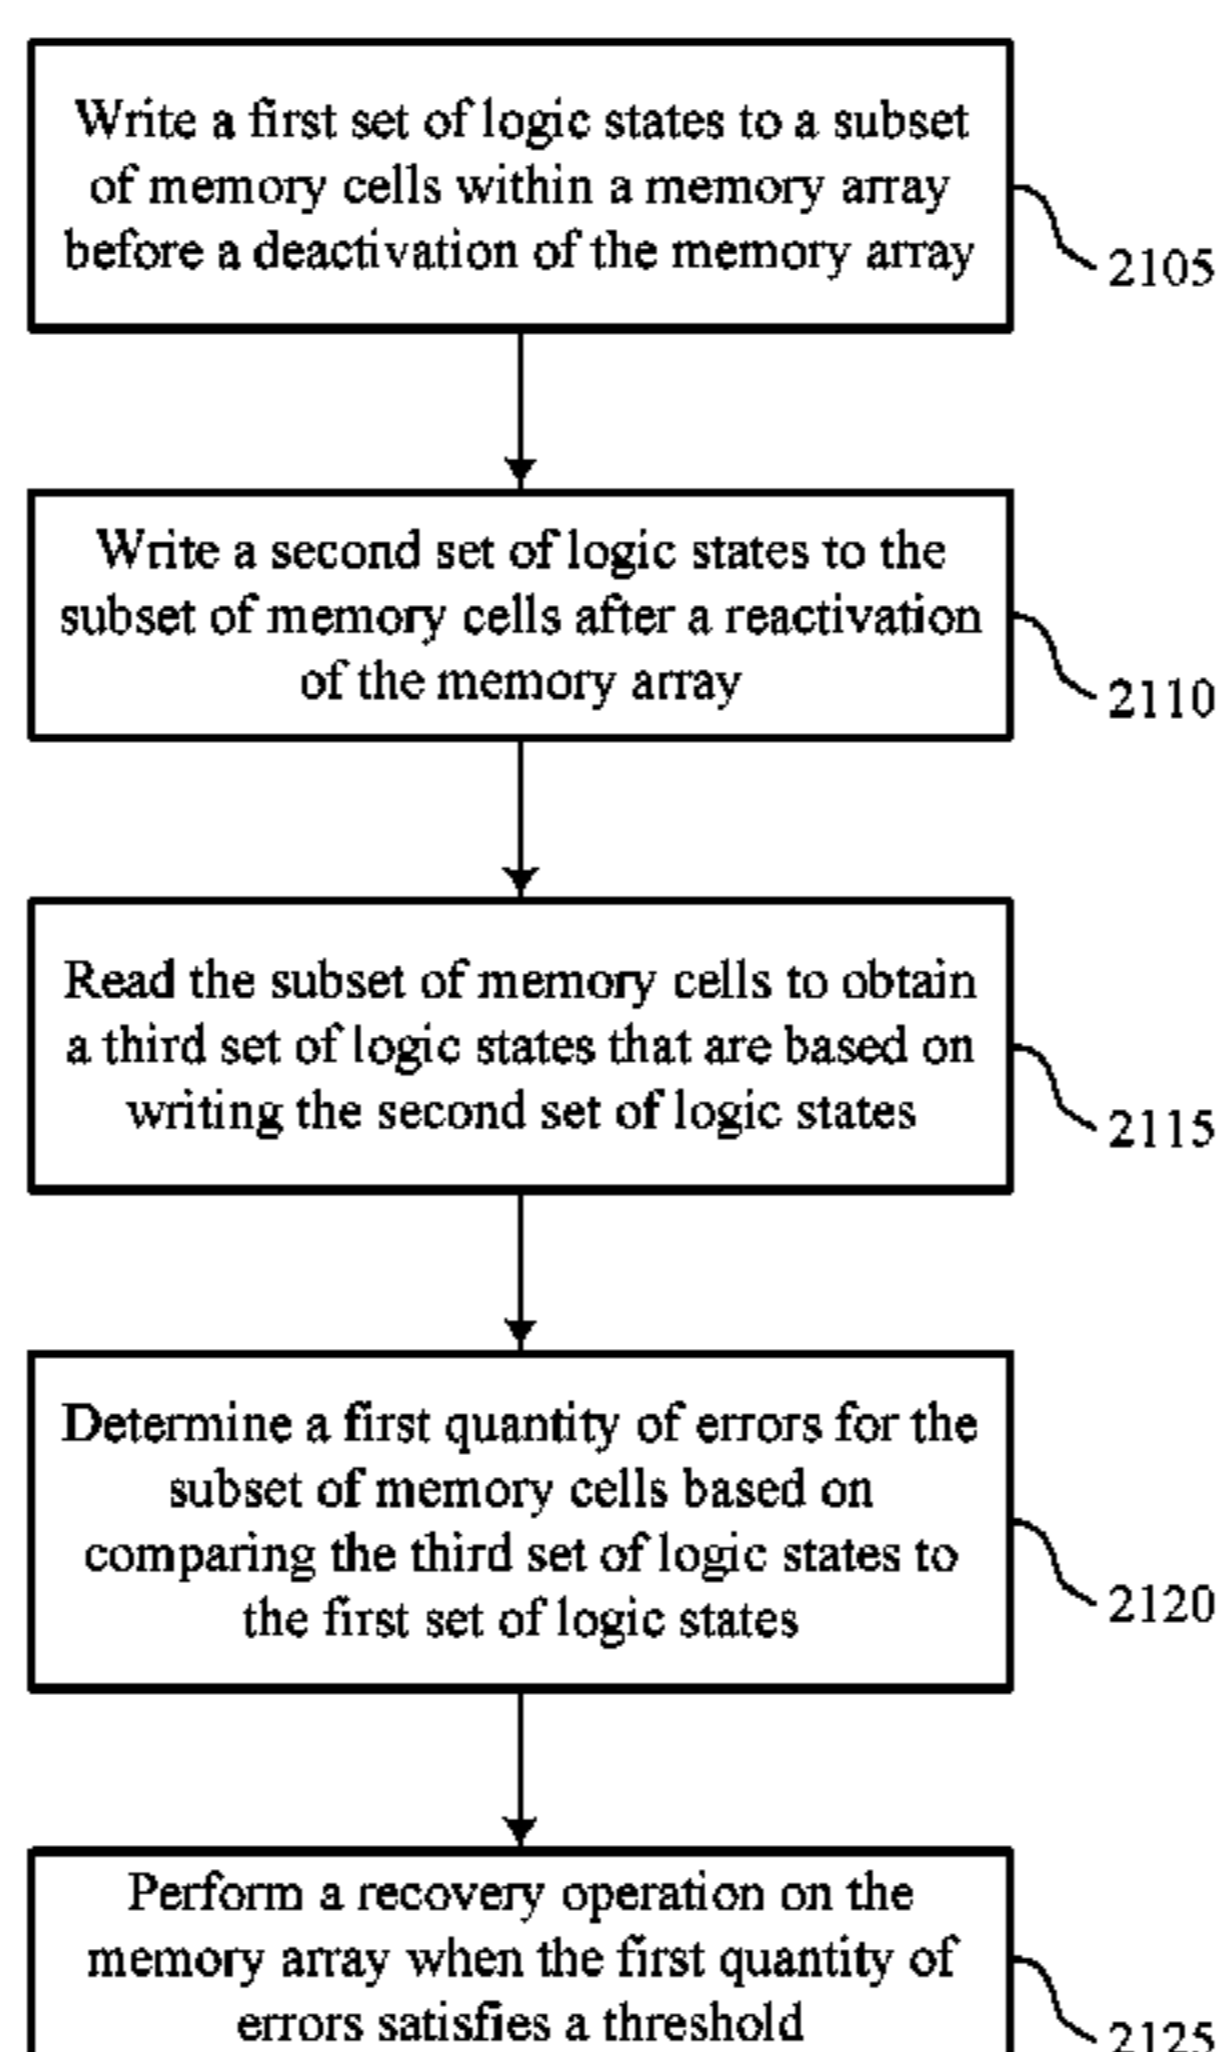 Write a first set of logic states to a subset
of memory cells within a memory array
before a deactivation of the memory array
2105
Write a second set of logic states to the
subset of memory cells after a reactivation
of the memory array
2110
Read the subset of memory cells to obtain
a third set of logic states that are based on
writing the second set of logic states
2115
Determine a first quantity of errors for the
subset of memory cells based on
comparing the third set of logic states to
the first set of logic states
2120
Perform a recovery operation on the
memory array when the first quantity of
errors satisfies a threshold
2125